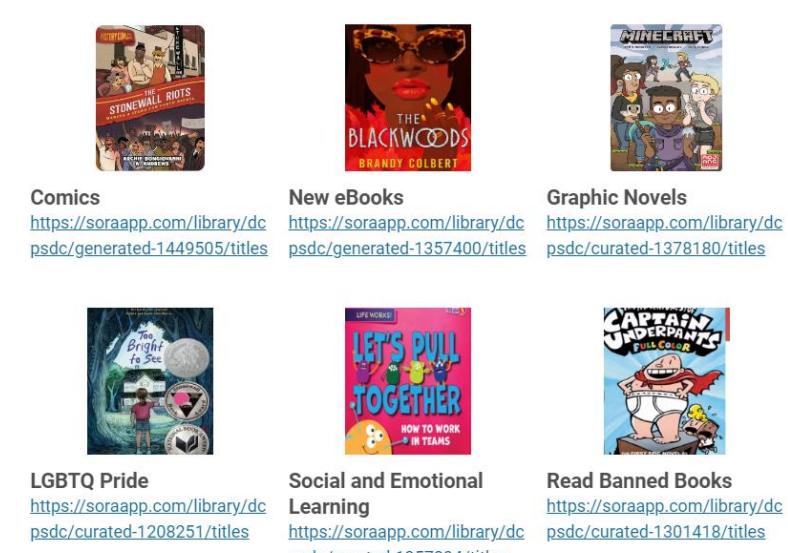 HISTORY COMICS
THE
STONEWALL RIOTS
ARCHIE BONGIOVANNI
A. ANDREWS
THE
BLACKWOODS
BRANDY COLBERT
MINECRAFT
Comics
https://soraapp.com/library/dc
psdc/generated-1449505/titles
New eBooks
https://soraapp.com/library/dc
psdc/generated-1357400/titles
Graphic Novels
https://soraapp.com/library/dc
psdc/curated-1378180/titles
Too
Bright
to See
LIFE WORKS!
LET'S PULL
TOGETHER
HOW TO WORK
IN TEAMS
CAPTAIN
UNDERPANTS
FULL COLOR
LGBTQ Pride
https://soraapp.com/library/dc
psdc/curated-1208251/titles
Social and Emotional
Learning
https://soraapp.com/library/dc
Read Banned Books
https://soraapp.com/library/dc
psdc/curated-1301418/titles